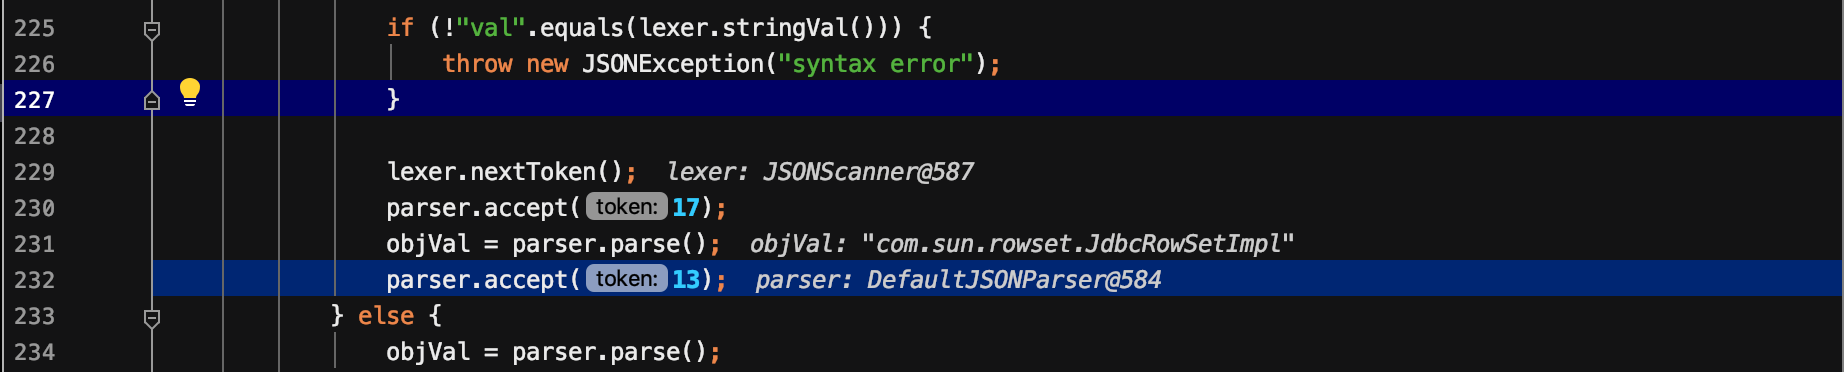 225 if (!"val".equals(lexer.stringVal())) {
226 throw new JSONException("syntax error");
227 }
228
229 lexer.nextToken(); lexer: JSONScanner@587
230 parser.accept( token: 17);
231 objVal = parser.parse(); objVal: "com.sun.rowset.JdbcRowSetImpl"
232 parser.accept( token: 13); parser: DefaultJSONParser@584
233 } else {
234 objVal = parser.parse();